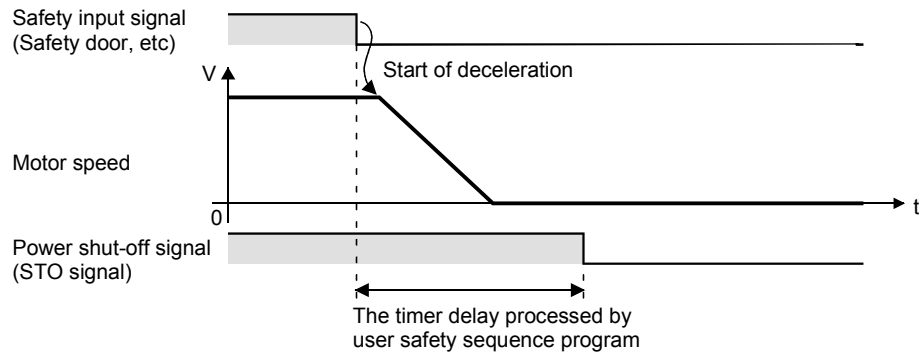 Safety input signal
(Safety door, etc)
Start of deceleration
V
Motor speed
0
t
Power shut-off signal
(STO signal)
The timer delay processed by
user safety sequence program